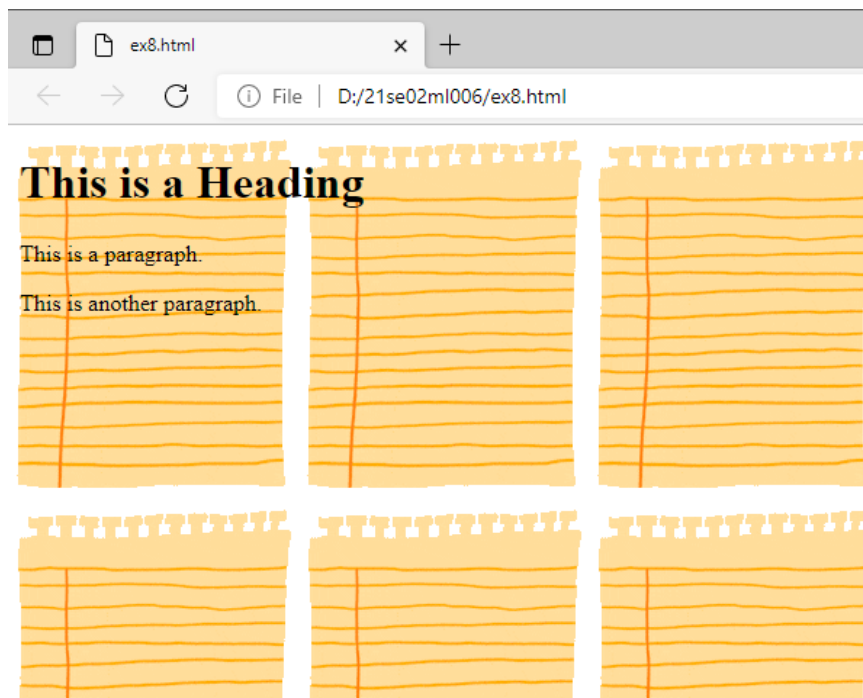 ex8.html
File
D:/21se02ml006/ex8.html
This is a Heading
This is a paragraph.
This is another paragraph.